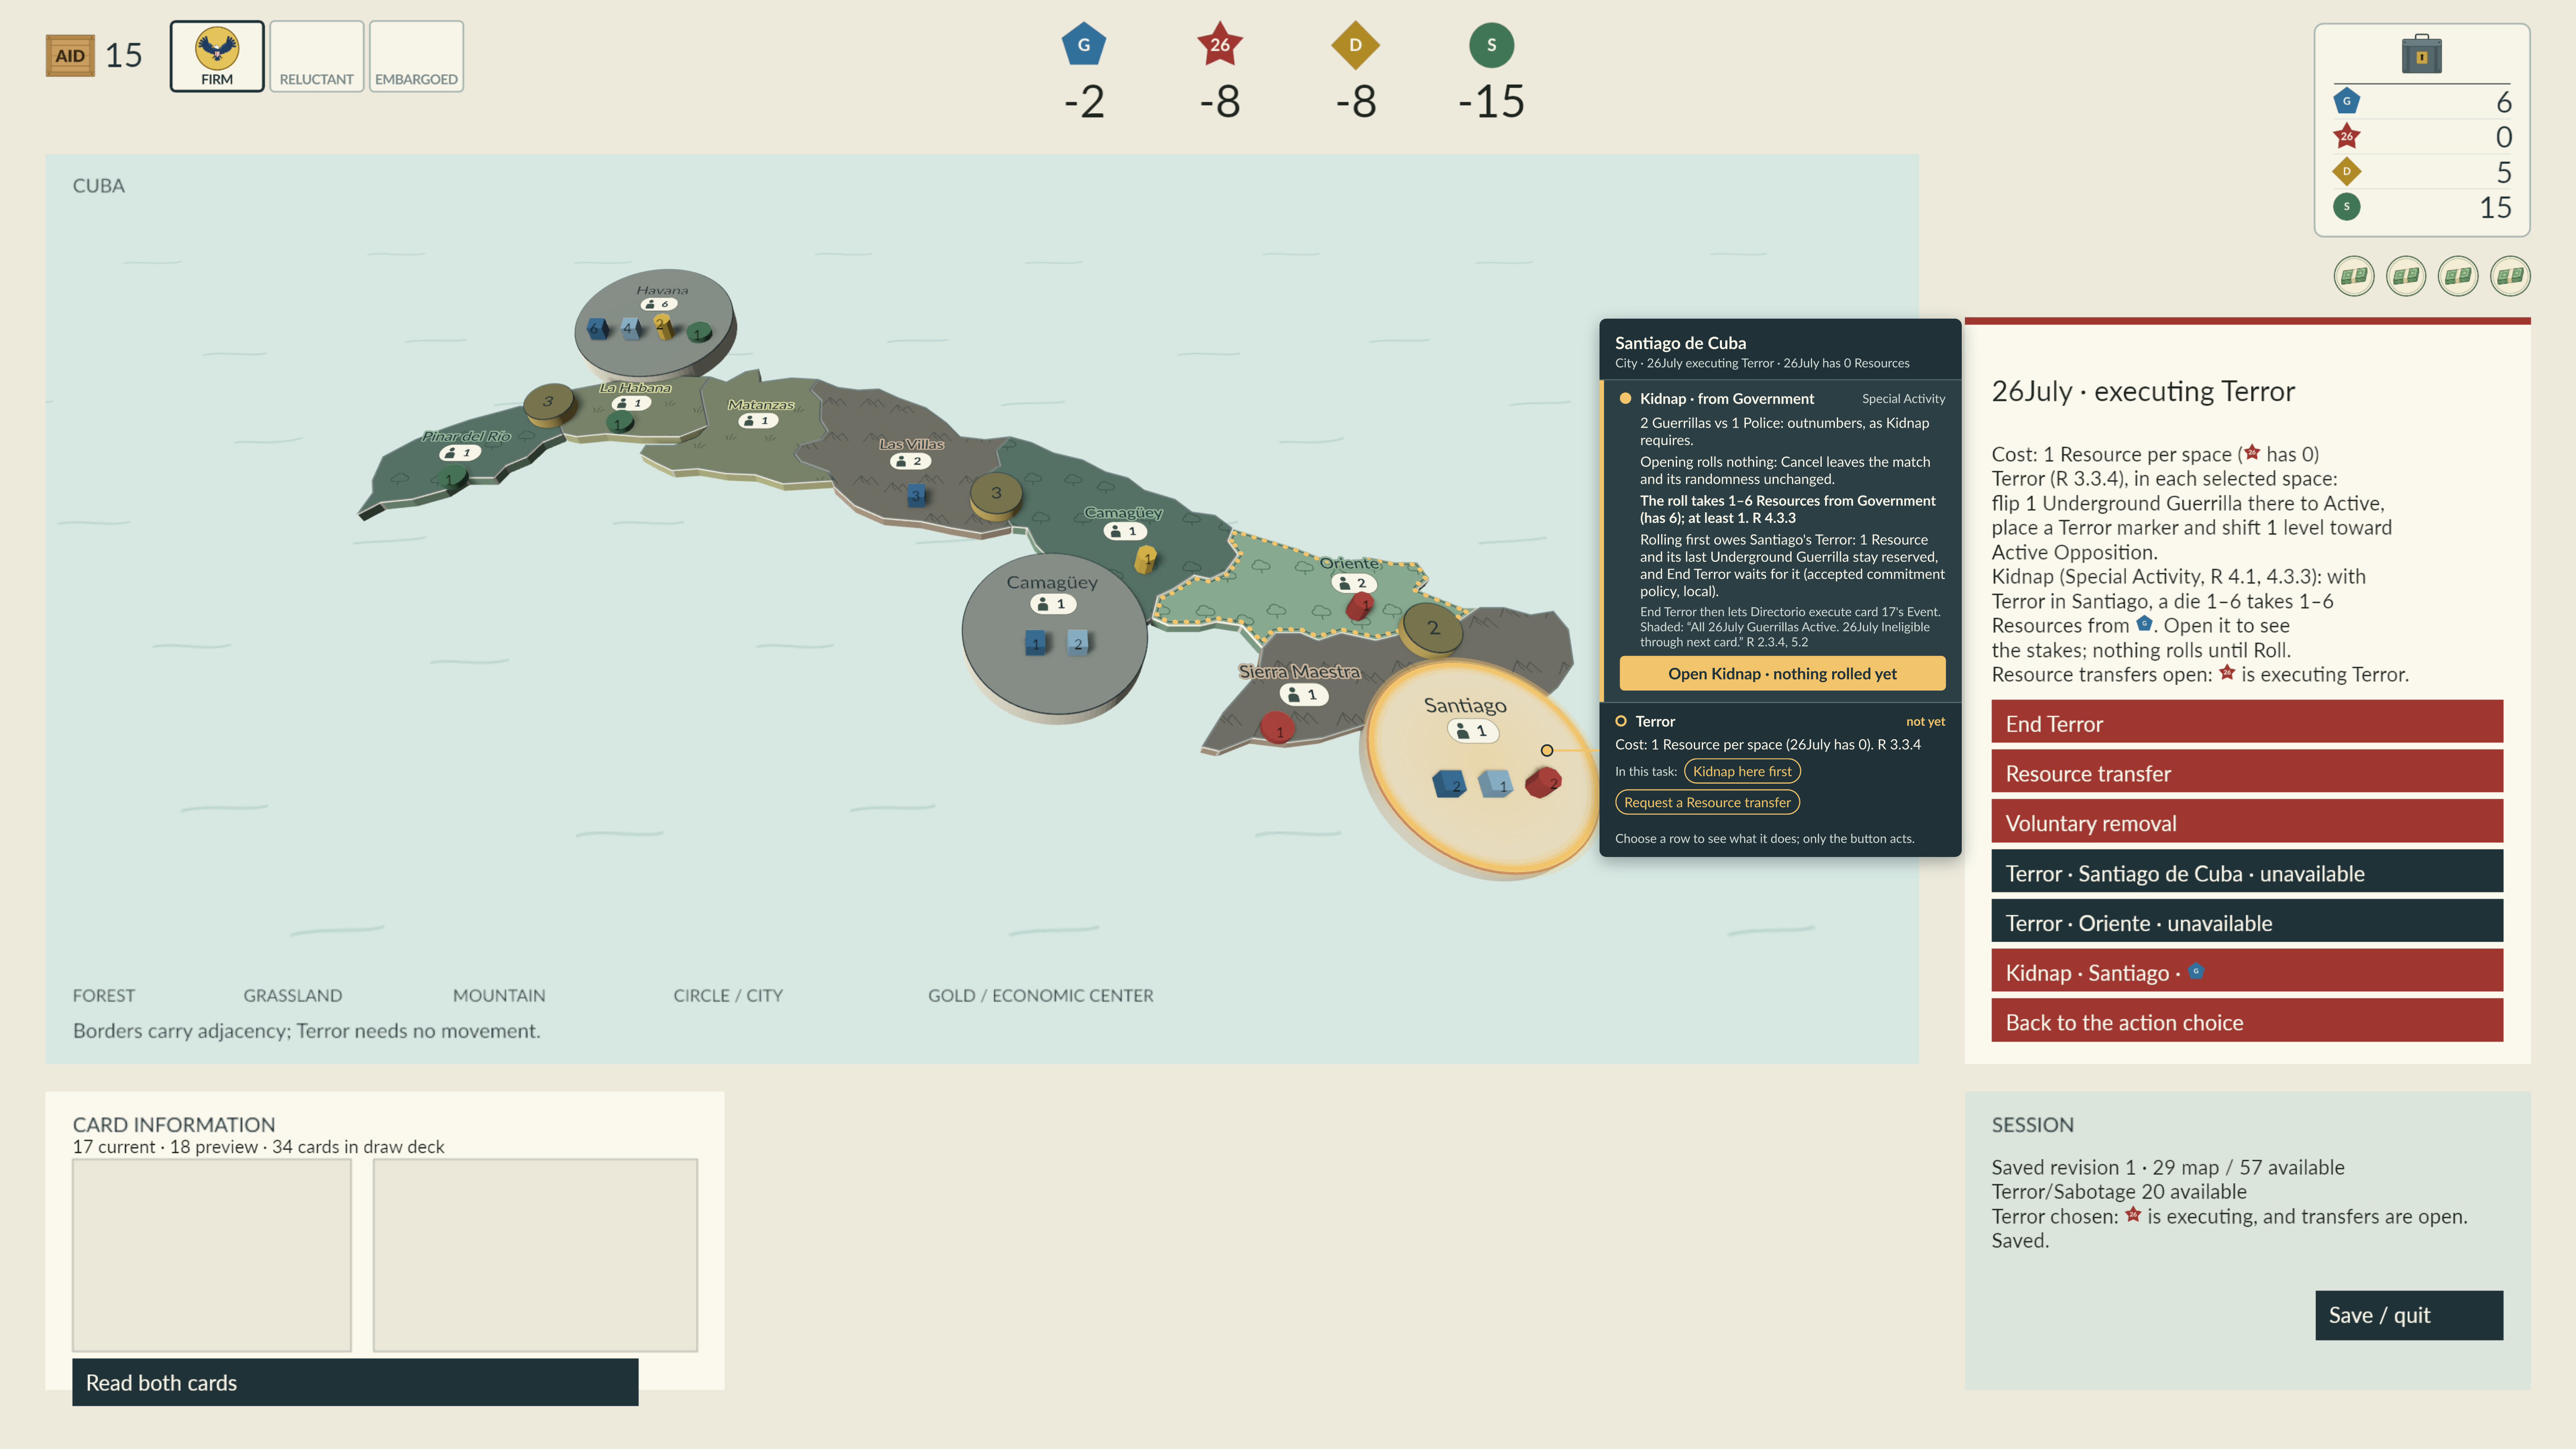 AID 15
FIRM
RELUCTANT
EMBARGOED
G
26
D
S
-2
-8
-8
-15
G 6
26 0
D 5
S 15
CUBA
Havana
6
6 4 2 1
La Habana
1
1
3
Pinar del Río
1
1
Matanzas
1
Las Villas
2
3
3
Camagüey
1
1
Camagüey
1
1 2
Oriente
2
1
2
Sierra Maestra
1
1
Santiago
1
2 1 2
FOREST
GRASSLAND
MOUNTAIN
CIRCLE / CITY
GOLD / ECONOMIC CENTER
Borders carry adjacency; Terror needs no movement.
Santiago de Cuba
City · 26July executing Terror · 26July has 0 Resources
Kidnap · from Government
Special Activity
2 Guerrillas vs 1 Police: outnumbers, as Kidnap
requires.
Opening rolls nothing: Cancel leaves the match
and its randomness unchanged.
The roll takes 1–6 Resources from Government
(has 6); at least 1. R 4.3.3
Rolling first owes Santiago's Terror: 1 Resource
and its last Underground Guerrilla stay reserved,
and End Terror waits for it (accepted commitment
policy, local).
End Terror then lets Directorio execute card 17's Event.
Shaded: “All 26July Guerrillas Active. 26July Ineligible
through next card.” R 2.3.4, 5.2
Open Kidnap · nothing rolled yet
Terror
not yet
Cost: 1 Resource per space (26July has 0). R 3.3.4
In this task: Kidnap here first
Request a Resource transfer
Choose a row to see what it does; only the button acts.
26July · executing Terror
Cost: 1 Resource per space (26 has 0)
Terror (R 3.3.4), in each selected space:
flip 1 Underground Guerrilla there to Active,
place a Terror marker and shift 1 level toward
Active Opposition.
Kidnap (Special Activity, R 4.1, 4.3.3): with
Terror in Santiago, a die 1–6 takes 1–6
Resources from G. Open it to see
the stakes; nothing rolls until Roll.
Resource transfers open: 26 is executing Terror.
End Terror
Resource transfer
Voluntary removal
Terror · Santiago de Cuba · unavailable
Terror · Oriente · unavailable
Kidnap · Santiago · G
Back to the action choice
CARD INFORMATION
17 current · 18 preview · 34 cards in draw deck
Read both cards
SESSION
Saved revision 1 · 29 map / 57 available
Terror/Sabotage 20 available
Terror chosen: 26 is executing, and transfers are open.
Saved.
Save / quit